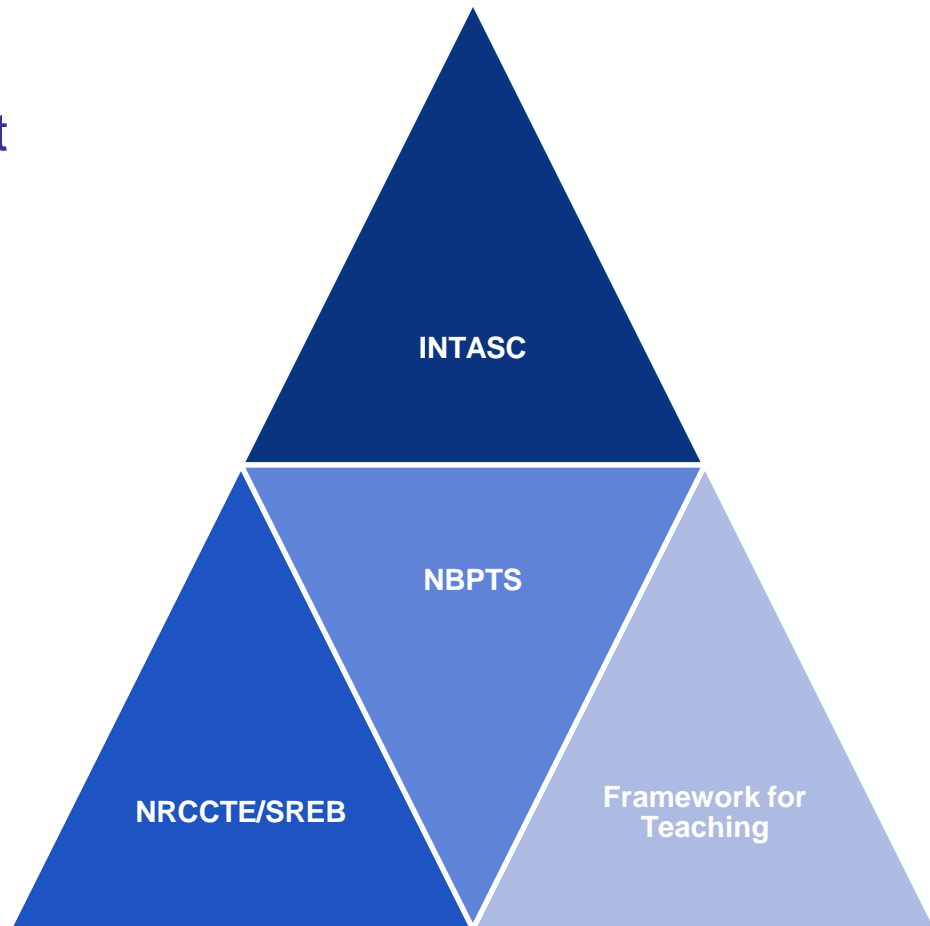 t
INTASC
NBPTS
NRCCTE/SREB
Framework for
Teaching